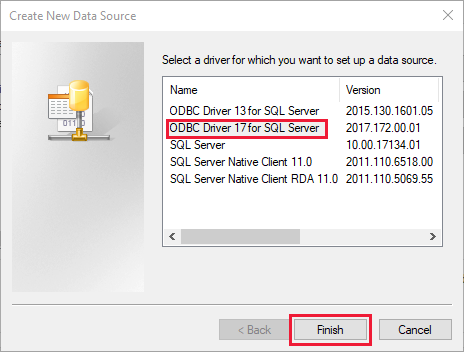 Create New Data Source
Select a driver for which you want to set up a data source.
Name Version
ODBC Driver 13 for SQL Server 2015.130.1601.05
ODBC Driver 17 for SQL Server 2017.172.00.01
SQL Server 10.00.17134.01
SQL Server Native Client 11.0 2011.110.6518.00
SQL Server Native Client RDA 11.0 2011.110.5069.55
< Back Finish Cancel